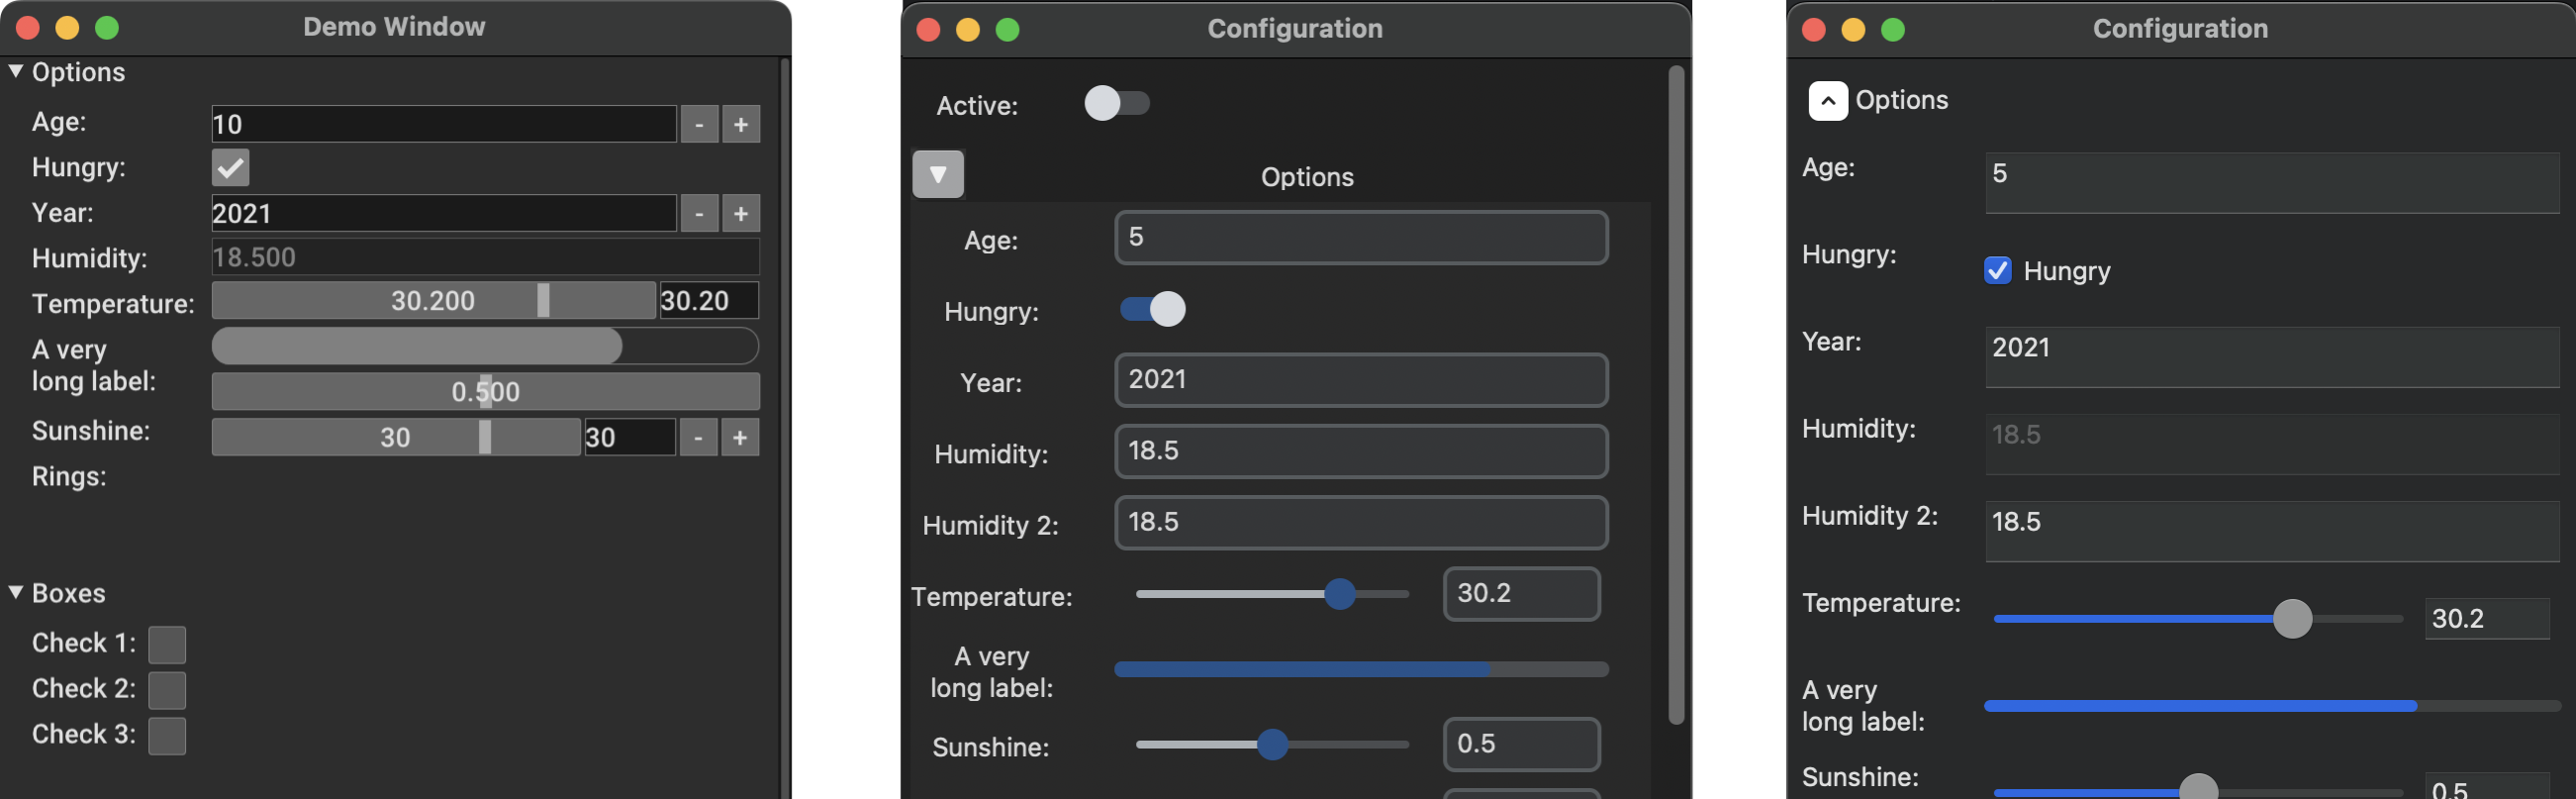 Demo Window
Options
Age: 10 - +
Hungry:
Year: 2021 - +
Humidity: 18.500
Temperature: 30.200 30.20
A very
long label:
0.500
Sunshine: 30 30 - +
Rings:
Boxes
Check 1:
Check 2:
Check 3:
Configuration
Active:
Options
Age: 5
Hungry:
Year: 2021
Humidity: 18.5
Humidity 2: 18.5
Temperature: 30.2
A very
long label:
Sunshine: 0.5
Configuration
Options
Age: 5
Hungry: Hungry
Year: 2021
Humidity: 18.5
Humidity 2: 18.5
Temperature: 30.2
A very
long label:
Sunshine: 0.5